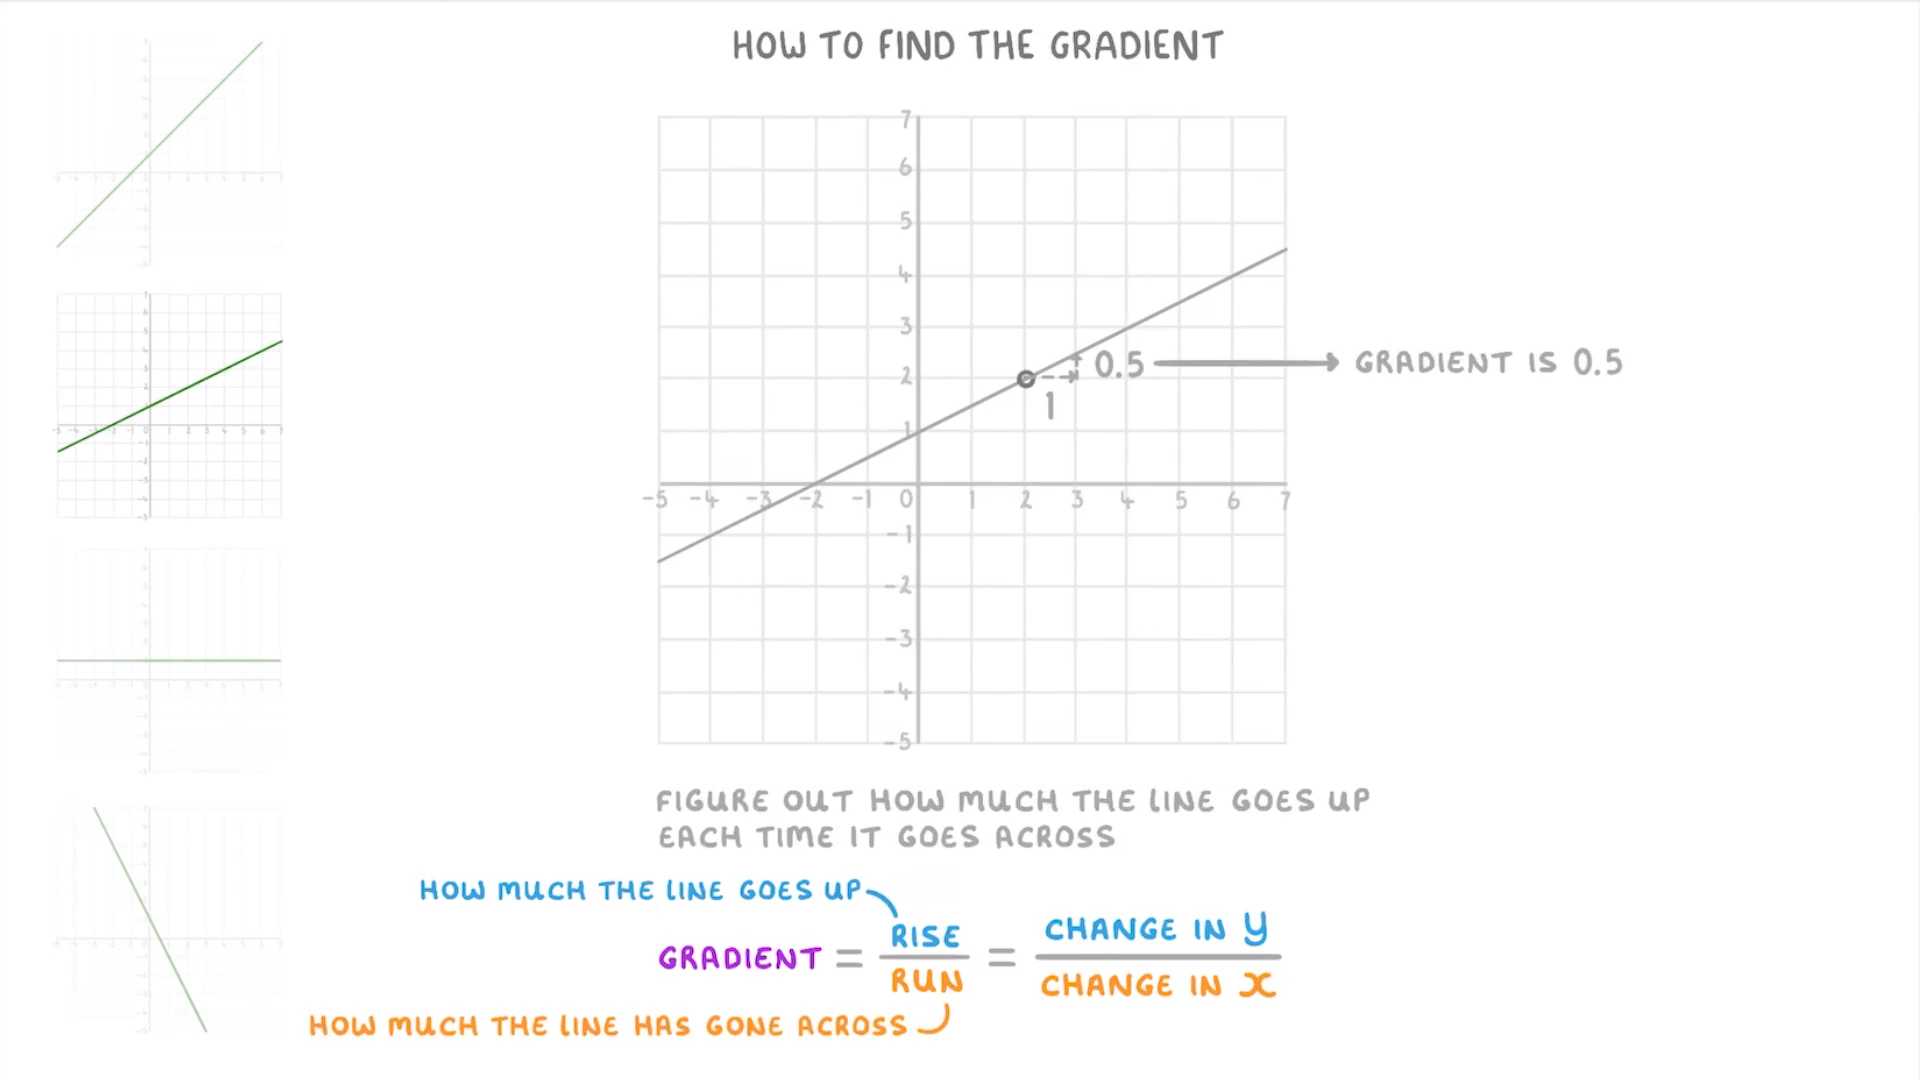 HOW TO FIND THE GRADIENT
7
6
5
4
3
2
1
-5 -4 -3 -2 -1 0 1 2 3 4 5 6 7
-1
-2
-3
-4
-5
0.5
1
GRADIENT IS 0.5
FIGURE OUT HOW MUCH THE LINE GOES UP
EACH TIME IT GOES ACROSS
HOW MUCH THE LINE GOES UP
GRADIENT = RISE / RUN = CHANGE IN y / CHANGE IN x
HOW MUCH THE LINE HAS GONE ACROSS